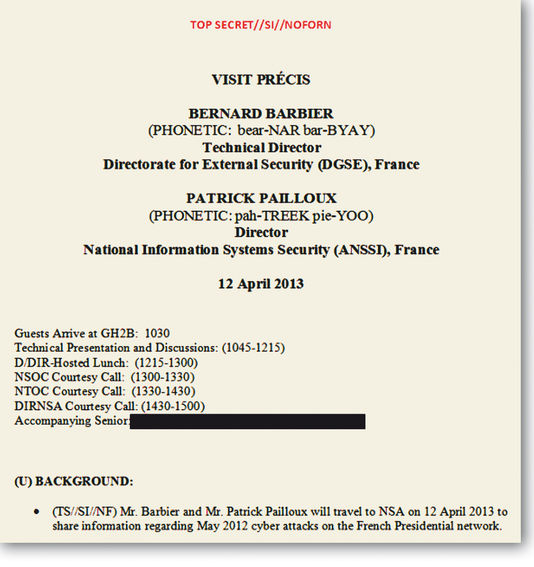 TOP SECRET//SI//NOFORN
VISIT PRÉCIS
BERNARD BARBIER
(PHONETIC: bear-NAR bar-BYAY)
Technical Director
Directorate for External Security (DGSE), France
PATRICK PAILLOUX
(PHONETIC: pah-TREEK pie-YOO)
Director
National Information Systems Security (ANSSI), France
12 April 2013
Guests Arrive at GH2B: 1030
Technical Presentation and Discussions: (1045-1215)
D/DIR-Hosted Lunch: (1215-1300)
NSOC Courtesy Call: (1300-1330)
NTOC Courtesy Call: (1330-1430)
DIRNSA Courtesy Call: (1430-1500)
Accompanying Senior:
(U) BACKGROUND:
• (TS//SI//NF) Mr. Barbier and Mr. Patrick Pailloux will travel to NSA on 12 April 2013 to
share information regarding May 2012 cyber attacks on the French Presidential network.